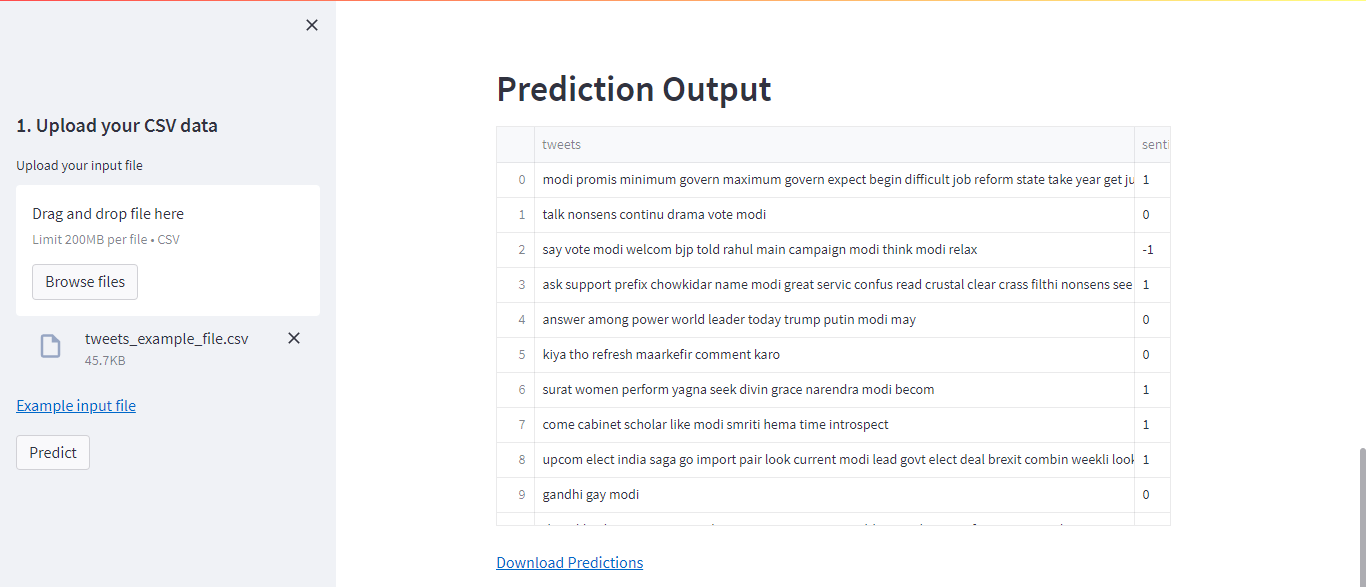 1. Upload your CSV data
Upload your input file
Drag and drop file here
Limit 200MB per file • CSV
Browse files
tweets_example_file.csv
45.7KB
Example input file
Predict
Prediction Output
tweets senti
0 modi promis minimum govern maximum govern expect begin difficult job reform state take year get ju 1
1 talk nonsens continu drama vote modi 0
2 say vote modi welcom bjp told rahul main campaign modi think modi relax -1
3 ask support prefix chowkidar name modi great servic confus read crustal clear crass filthi nonsens see 1
4 answer among power world leader today trump putin modi may 0
5 kiya tho refresh maarkefir comment karo 0
6 surat women perform yagna seek divin grace narendra modi becom 1
7 come cabinet scholar like modi smriti hema time introspect 1
8 upcom elect india saga go import pair look current modi lead govt elect deal brexit combin weekli look 1
9 gandhi gay modi 0
Download Predictions